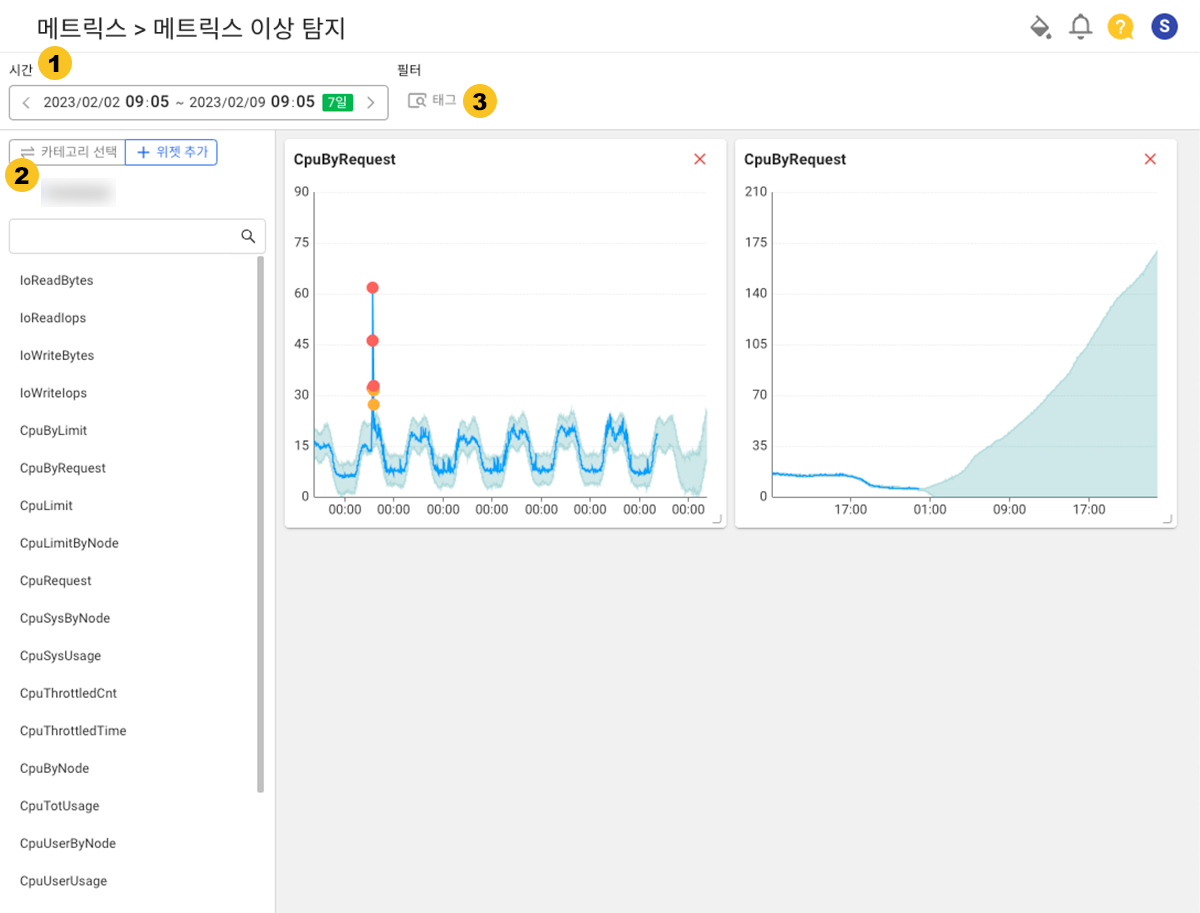 메트릭스 > 메트릭스 이상 탐지
? S
시간 1 필터
2023/02/02 09:05 ~ 2023/02/09 09:05 7일 태그 3
카테고리 선택 + 위젯 추가
2
IoReadBytes
IoReadIops
IoWriteBytes
IoWriteIops
CpuByLimit
CpuByRequest
CpuLimit
CpuLimitByNode
CpuRequest
CpuSysByNode
CpuSysUsage
CpuThrottledCnt
CpuThrottledTime
CpuByNode
CpuTotUsage
CpuUserByNode
CpuUserUsage
CpuByRequest
90
75
60
45
30
15
0
00:00 00:00 00:00 00:00 00:00 00:00 00:00 00:00
CpuByRequest
210
175
140
105
70
35
0
17:00 01:00 09:00 17:00